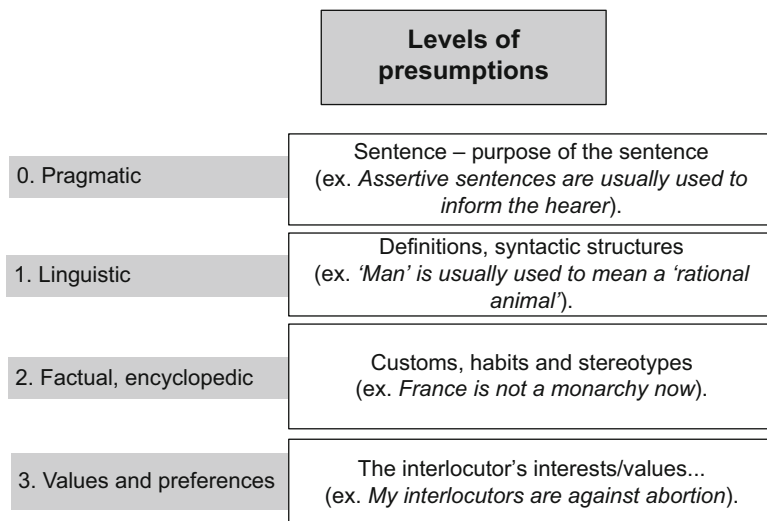 Levels of
presumptions
0. Pragmatic
Sentence – purpose of the sentence
(ex. Assertive sentences are usually used to
inform the hearer).
1. Linguistic
Definitions, syntactic structures
(ex. ‘Man’ is usually used to mean a ‘rational
animal’).
2. Factual, encyclopedic
Customs, habits and stereotypes
(ex. France is not a monarchy now).
3. Values and preferences
The interlocutor’s interests/values...
(ex. My interlocutors are against abortion).